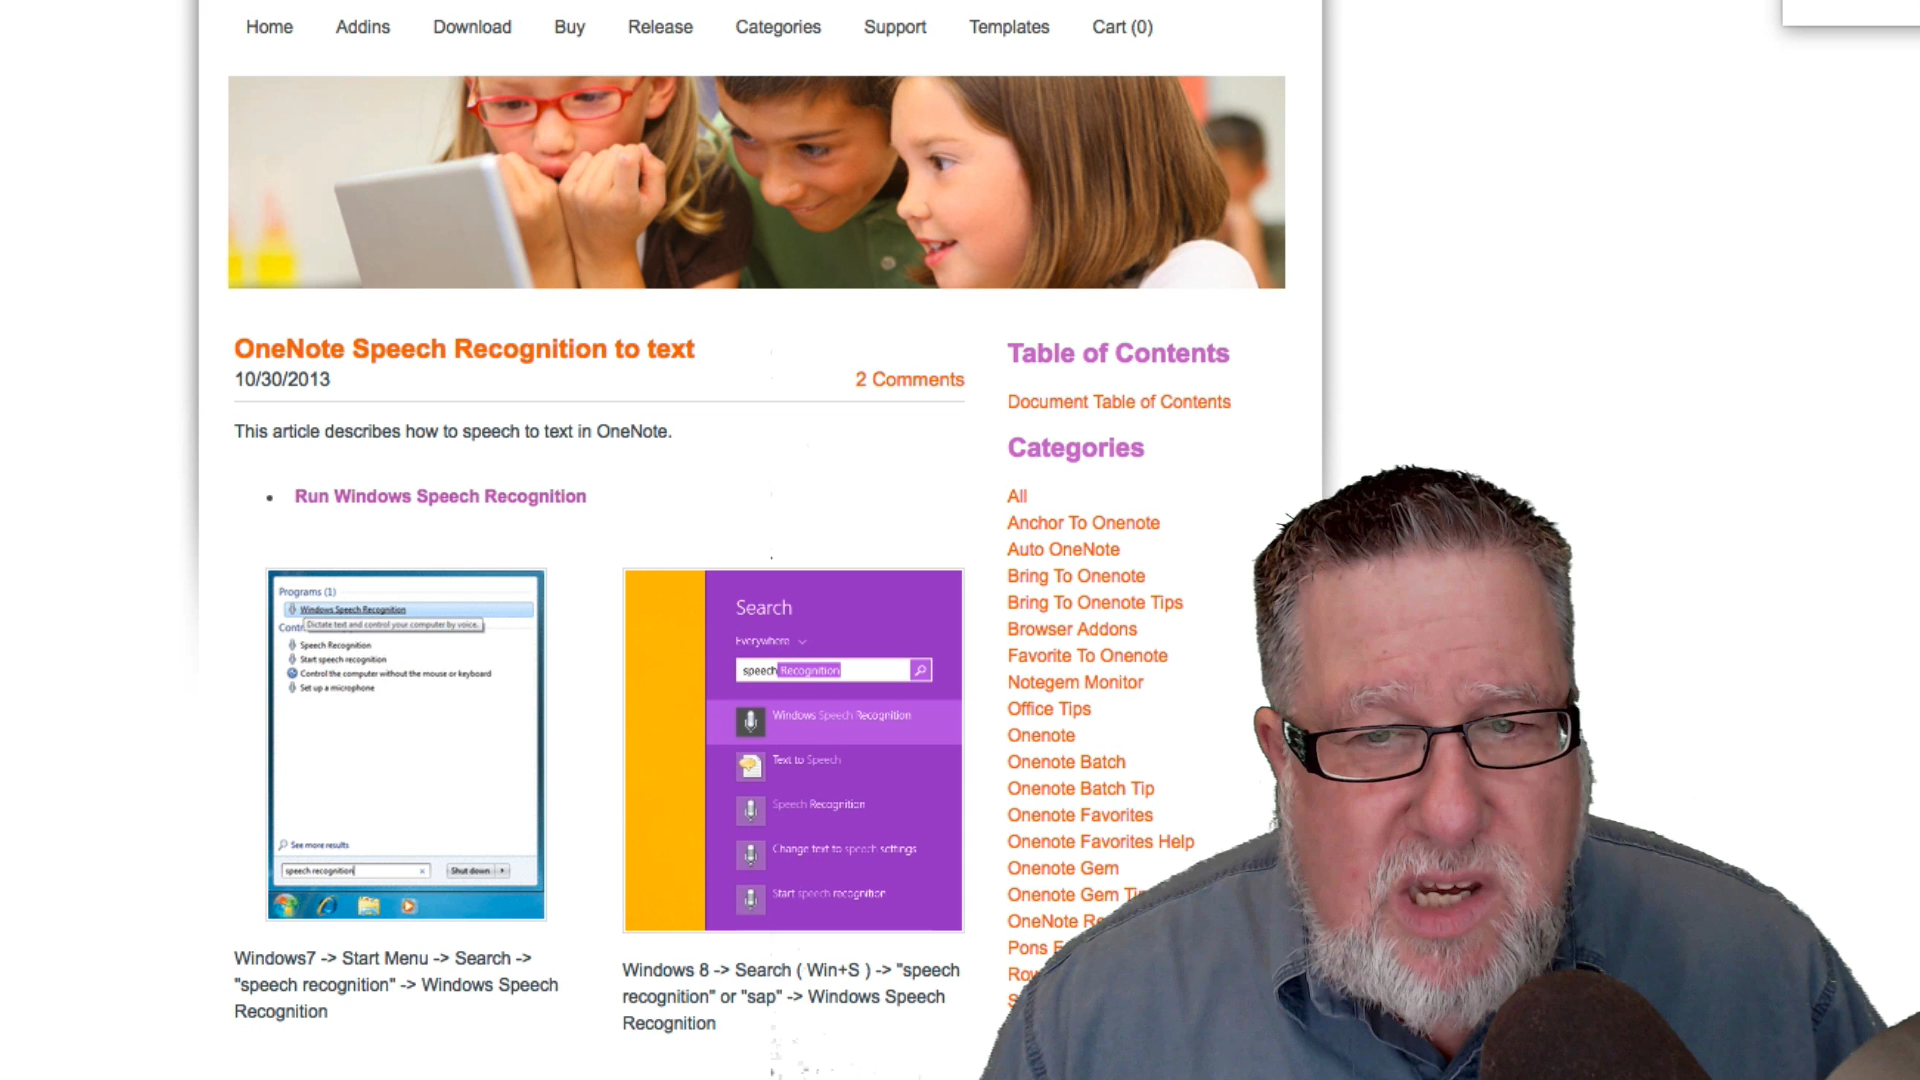 Home Addins Download Buy Release Categories Support Templates Cart (0)
OneNote Speech Recognition to text
10/30/2013
2 Comments
This article describes how to speech to text in OneNote.
• Run Windows Speech Recognition
Programs (1)
Windows Speech Recognition
Dictate text and control your computer by voice.
Speech Recognition
Start speech recognition
Control the computer without the mouse or keyboard
Set up a microphone
See more results
speech recognition
Shut down
Windows7 -> Start Menu -> Search ->
"speech recognition" -> Windows Speech
Recognition
Search
Everywhere
speech Recognition
Windows Speech Recognition
Text to Speech
Speech Recognition
Change text to speech settings
Start speech recognition
Windows 8 -> Search ( Win+S ) -> "speech
recognition" or "sap" -> Windows Speech
Recognition
Table of Contents
Document Table of Contents
Categories
All
Anchor To Onenote
Auto OneNote
Bring To Onenote
Bring To Onenote Tips
Browser Addons
Favorite To Onenote
Notegem Monitor
Office Tips
Onenote
Onenote Batch
Onenote Batch Tip
Onenote Favorites
Onenote Favorites Help
Onenote Gem
Onenote Gem
OneNote
Pons